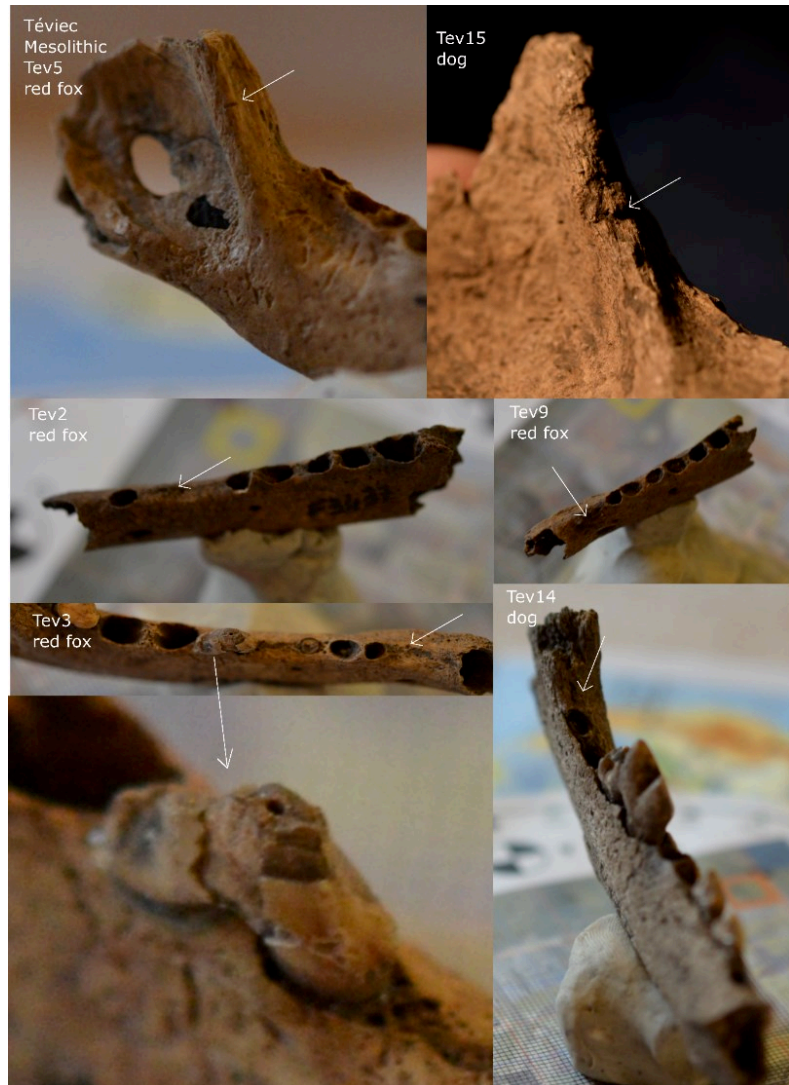 Téviec
Mesolithic
Tev5
red fox
Tev15
dog
Tev2
red fox
Tev9
red fox
Tev3
red fox
Tev14
dog